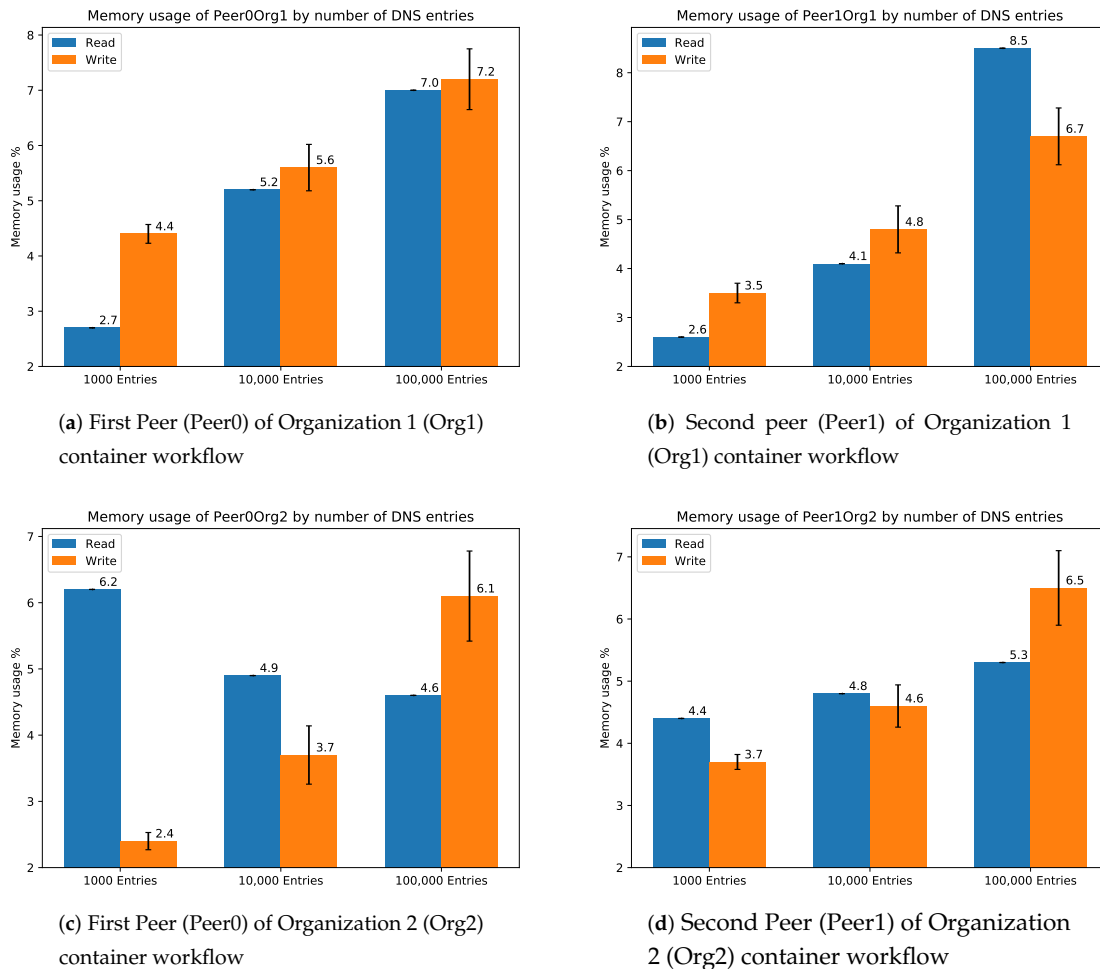 Memory usage of Peer0Org1 by number of DNS entries
Read
Write
Memory usage %
8
7
6
5
4
3
2
2.7
4.4
5.2
5.6
7.0
7.2
1000 Entries
10,000 Entries
100,000 Entries
(a) First Peer (Peer0) of Organization 1 (Org1)
container workflow
Memory usage of Peer1Org1 by number of DNS entries
Read
Write
Memory usage %
8
7
6
5
4
3
2
2.6
3.5
4.1
4.8
8.5
6.7
1000 Entries
10,000 Entries
100,000 Entries
(b) Second peer (Peer1) of Organization 1
(Org1) container workflow
Memory usage of Peer0Org2 by number of DNS entries
Read
Write
Memory usage %
7
6
5
4
3
2
6.2
2.4
4.9
3.7
4.6
6.1
1000 Entries
10,000 Entries
100,000 Entries
(c) First Peer (Peer0) of Organization 2 (Org2)
container workflow
Memory usage of Peer1Org2 by number of DNS entries
Read
Write
Memory usage %
7
6
5
4
3
2
4.4
3.7
4.8
4.6
5.3
6.5
1000 Entries
10,000 Entries
100,000 Entries
(d) Second Peer (Peer1) of Organization
2 (Org2) container workflow